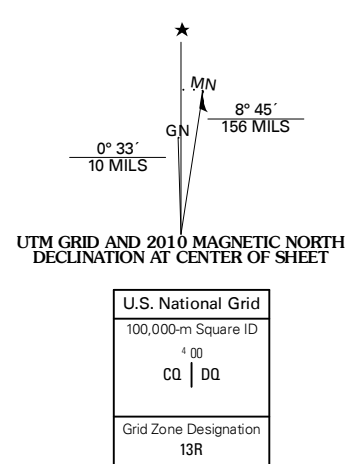 ★
MN
GN
8° 45´
156 MILS
0° 33´
10 MILS
UTM GRID AND 2010 MAGNETIC NORTH
DECLINATION AT CENTER OF SHEET
U.S. National Grid
100,000-m Square ID
⁴ 00
CQ | DQ
Grid Zone Designation
13R